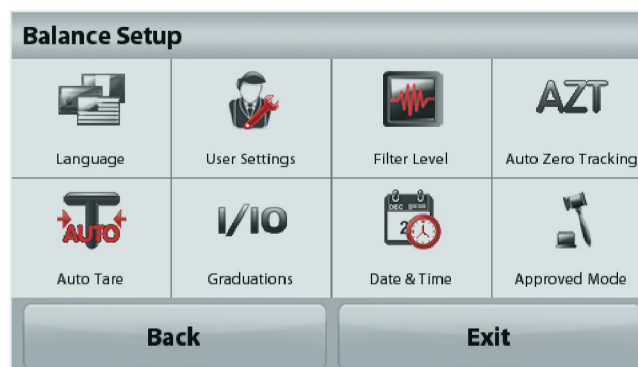 Balance Setup
AZT
Language
User Settings
Filter Level
Auto Zero Tracking
AUTO
I/IO
DEC
2
Auto Tare
Graduations
Date & Time
Approved Mode
Back
Exit